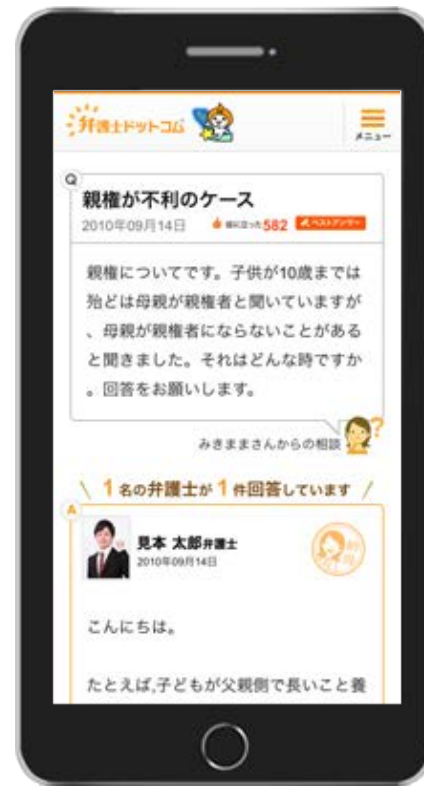 弁護士ドットコム
メニュー
Q
親権が不利のケース
2010年09月14日 役に立った 582 ベストアンサー
親権についてです。子供が10歳までは
殆どは母親が親権者と聞いていますが
、母親が親権者にならないことがある
と聞きました。それはどんな時ですか
。回答をお願いします。
?
みきままさんからの相談
1名の弁護士が1件回答しています
A
見本 太郎弁護士
2010年09月14日
こんにちは。
たとえば,子どもが父親側で長いこと養